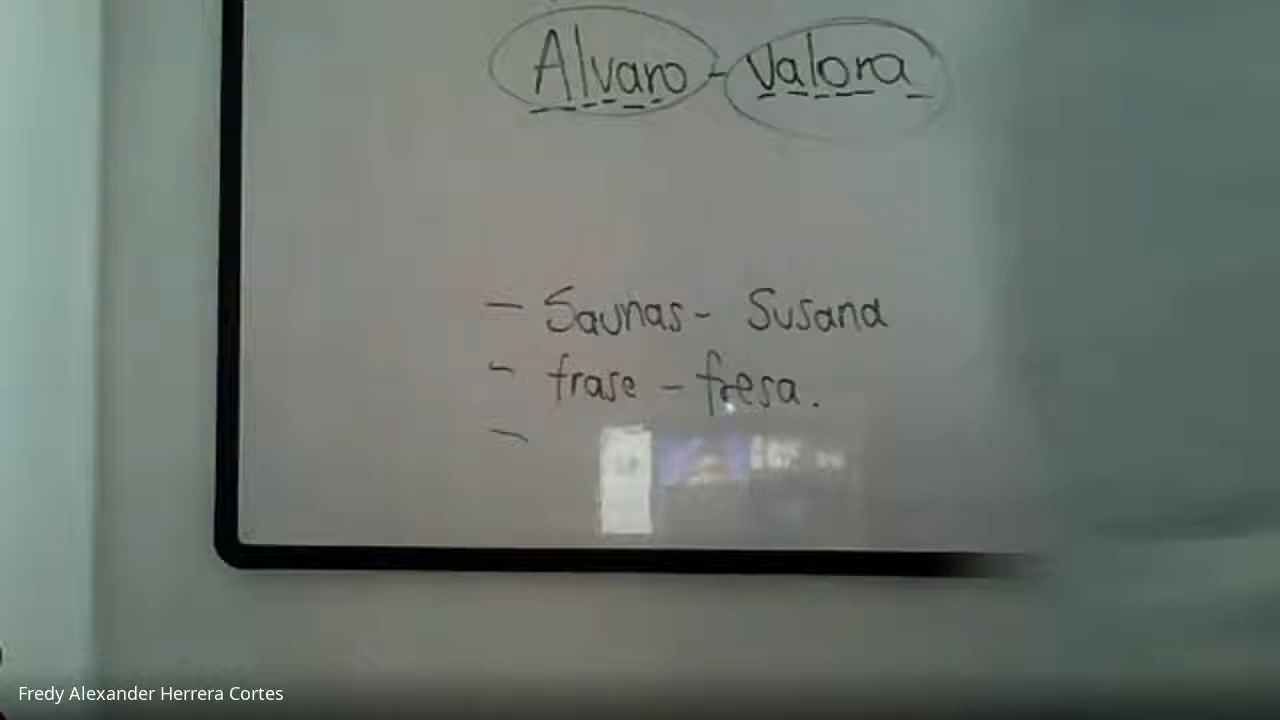 Alvaro - Valora
- Saunas - Susana
- frase - fresa.
-
Fredy Alexander Herrera Cortes